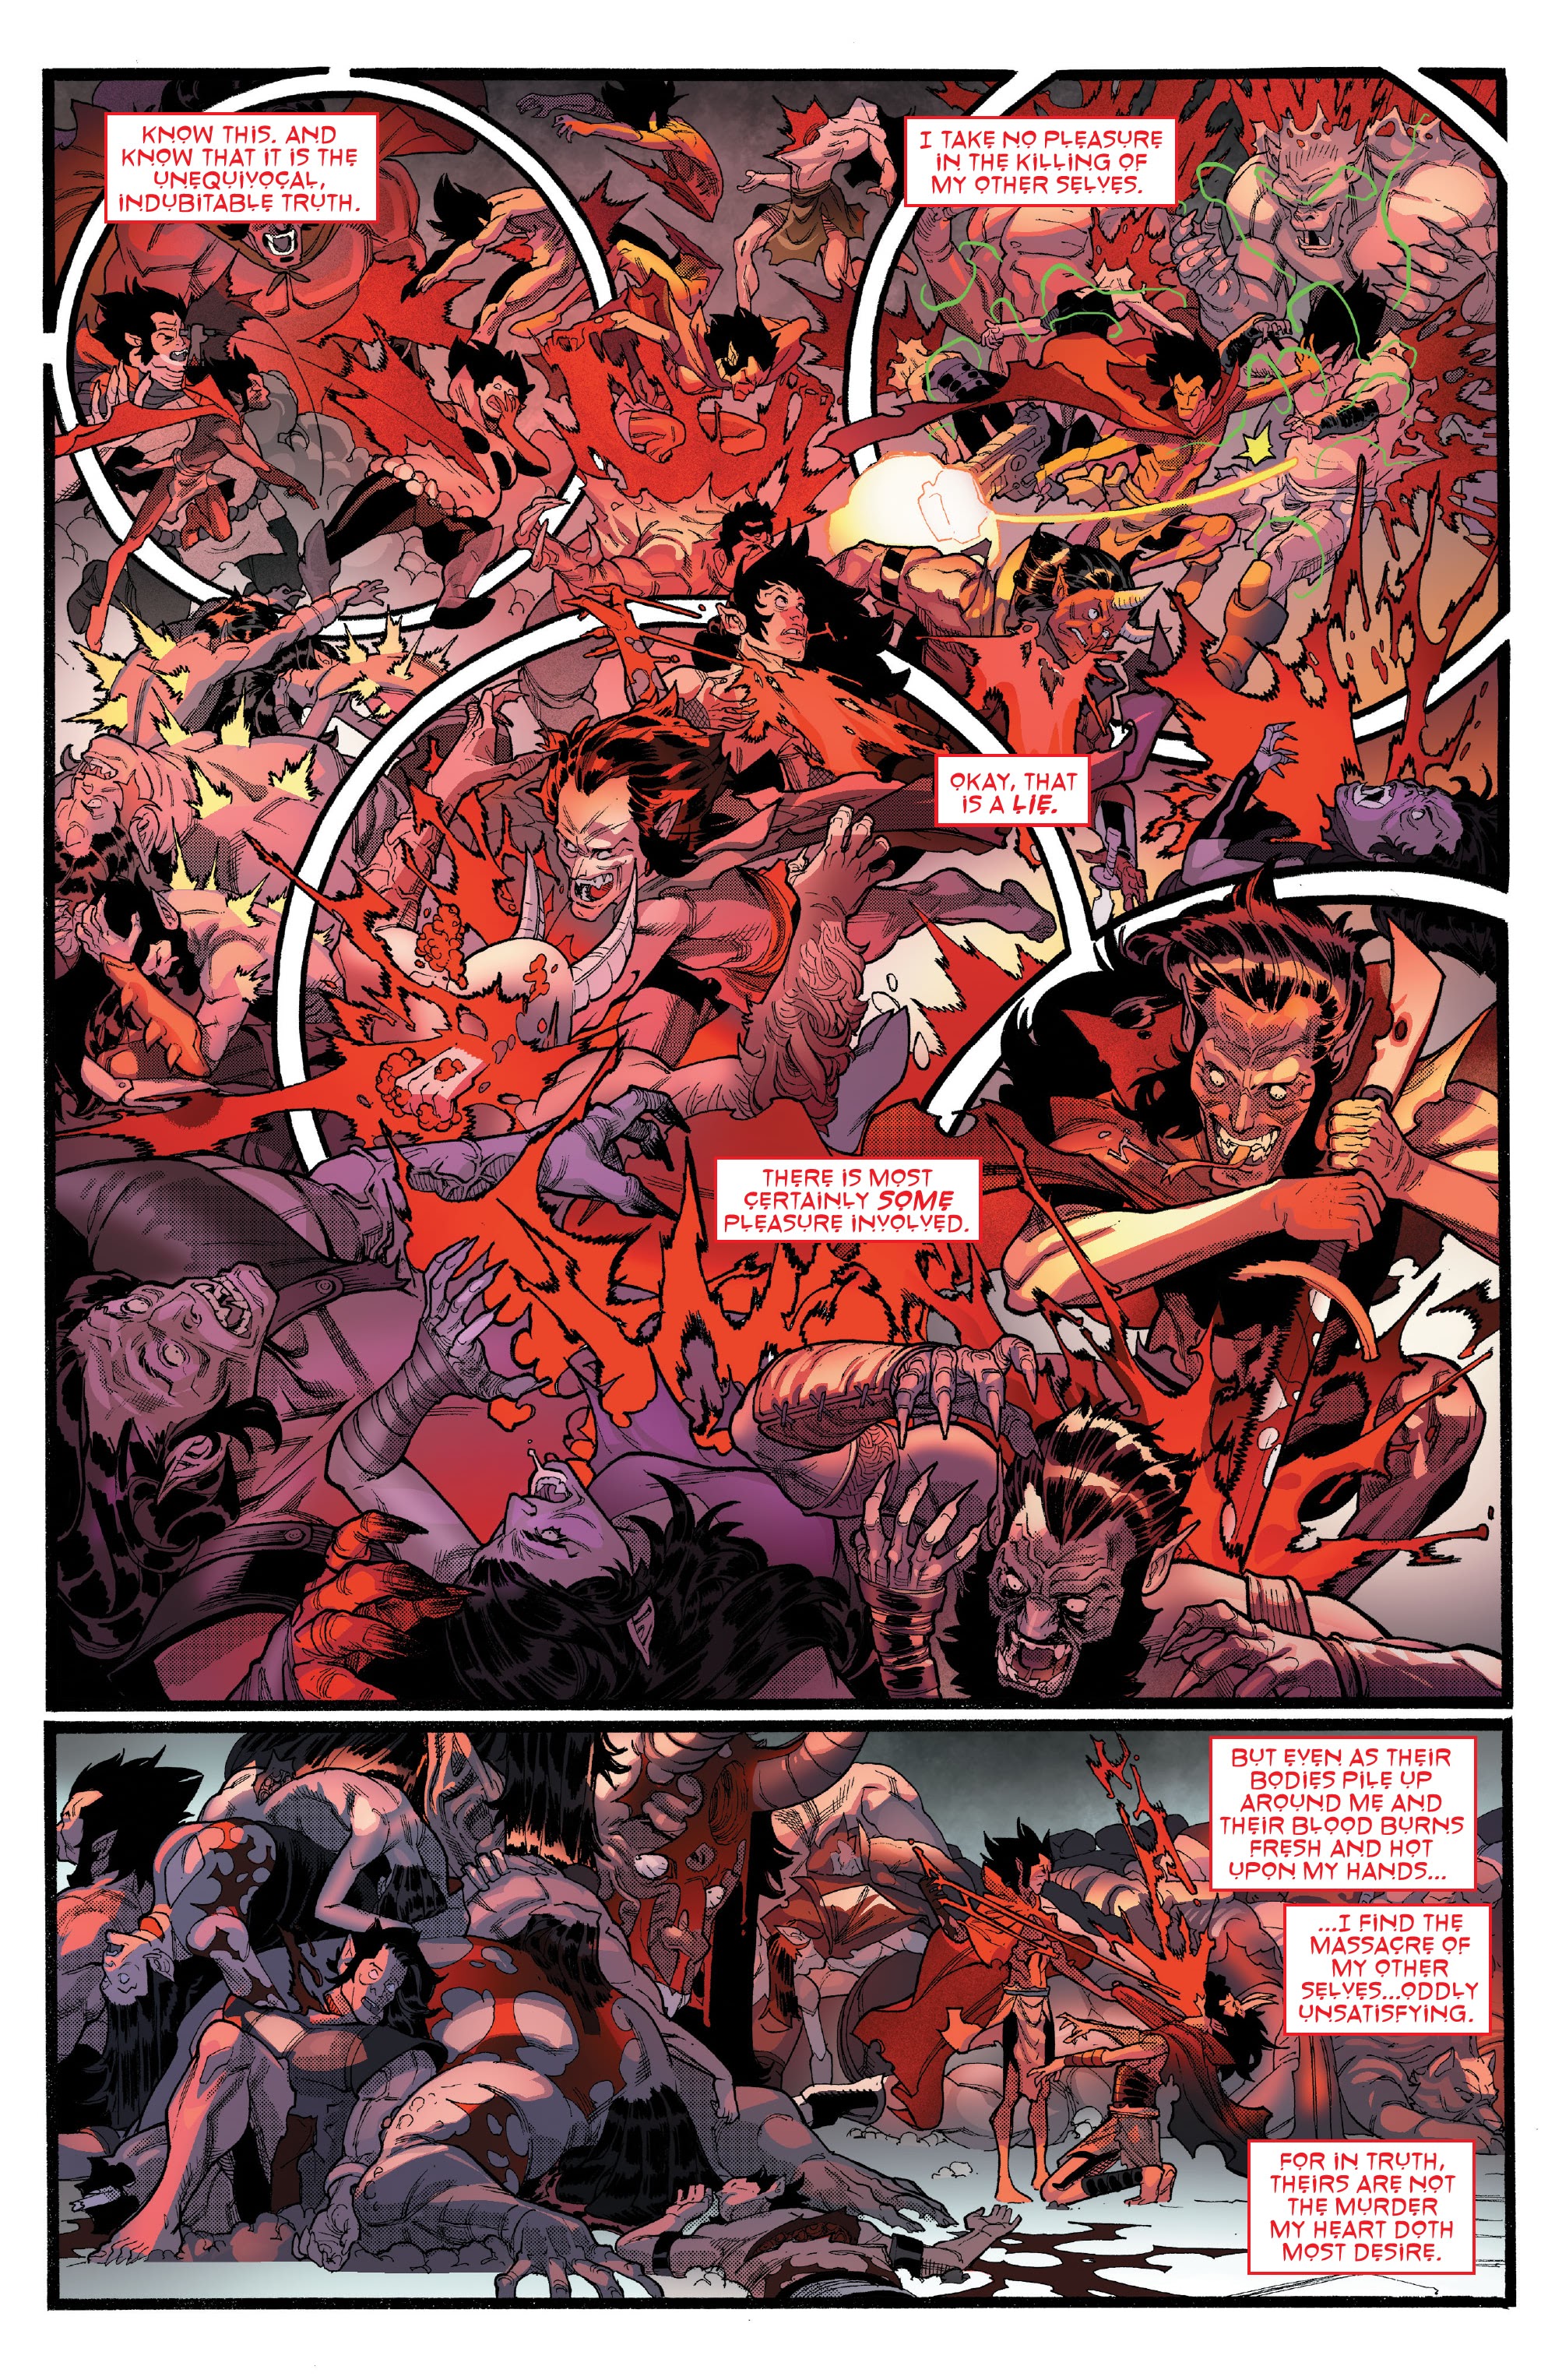 KNOW THIS. AND
KNOW THAT IT IS THE
UNEQUIVOCAL,
INDUBITABLE TRUTH.
I TAKE NO PLEASURE
IN THE KILLING OF
MY OTHER SELVES.
OKAY, THAT
IS A LIE.
THERE IS MOST
CERTAINLY SOME
PLEASURE INVOLVED.
BUT EVEN AS THEIR
BODIES PILE UP
AROUND ME AND
THEIR BLOOD BURNS
FRESH AND HOT
UPON MY HANDS...
...I FIND THE
MASSACRE OF
MY OTHER
SELVES...ODDLY
UNSATISFYING.
FOR IN TRUTH,
THEIRS ARE NOT
THE MURDER
MY HEART DOTH
MOST DESIRE.